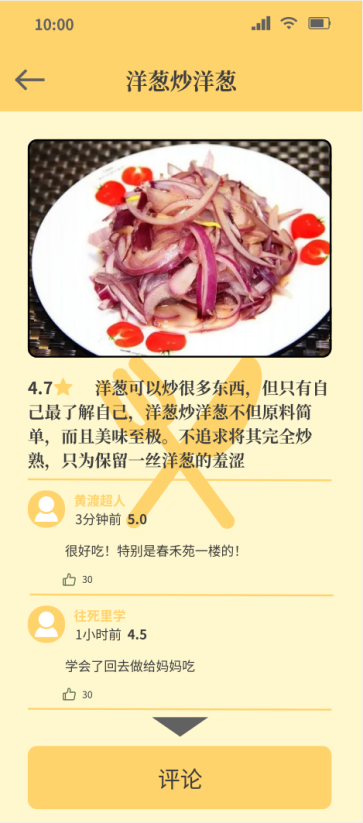 10:00
洋葱炒洋葱
4.7 洋葱可以炒很多东西，但只有自
己最了解自己，洋葱炒洋葱不但原料简
单，而且美味至极。不追求将其完全炒
熟，只为保留一丝洋葱的羞涩
黄渡超人
3分钟前 5.0
很好吃！特别是春禾苑一楼的！
30
往死里学
1小时前 4.5
学会了回去做给妈妈吃
30
评论